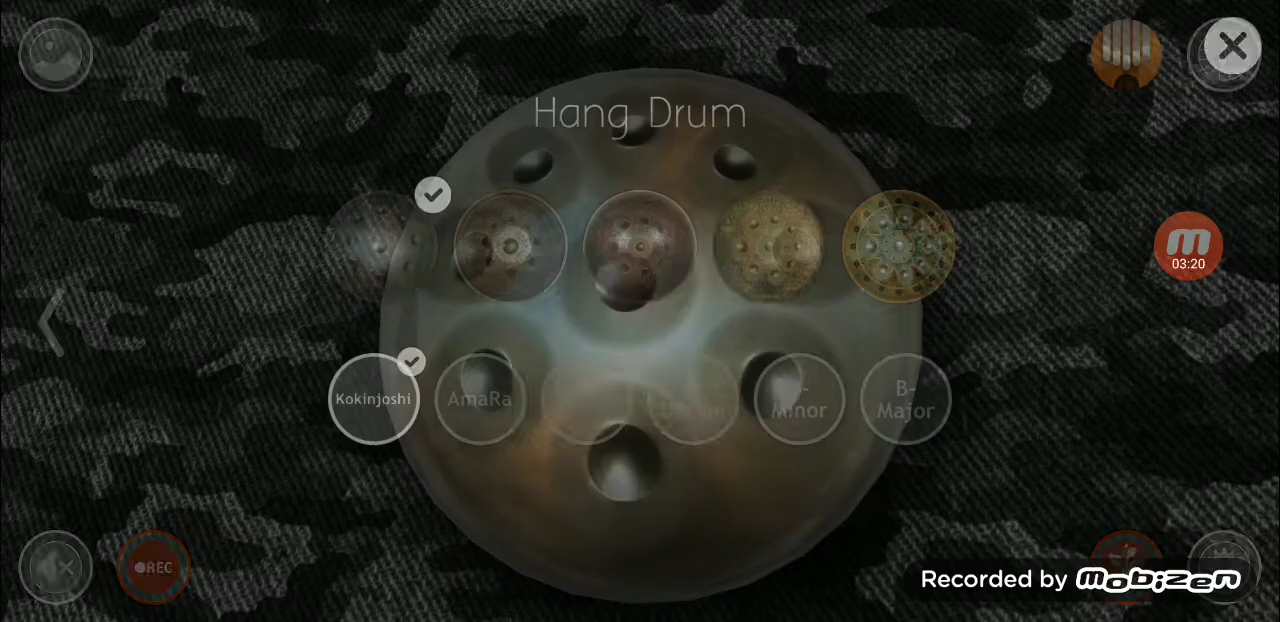 Hang Drum
m
03:20
Kokinjoshi
AmaRa
Minor
B-
Major
REC
Recorded by mobizen